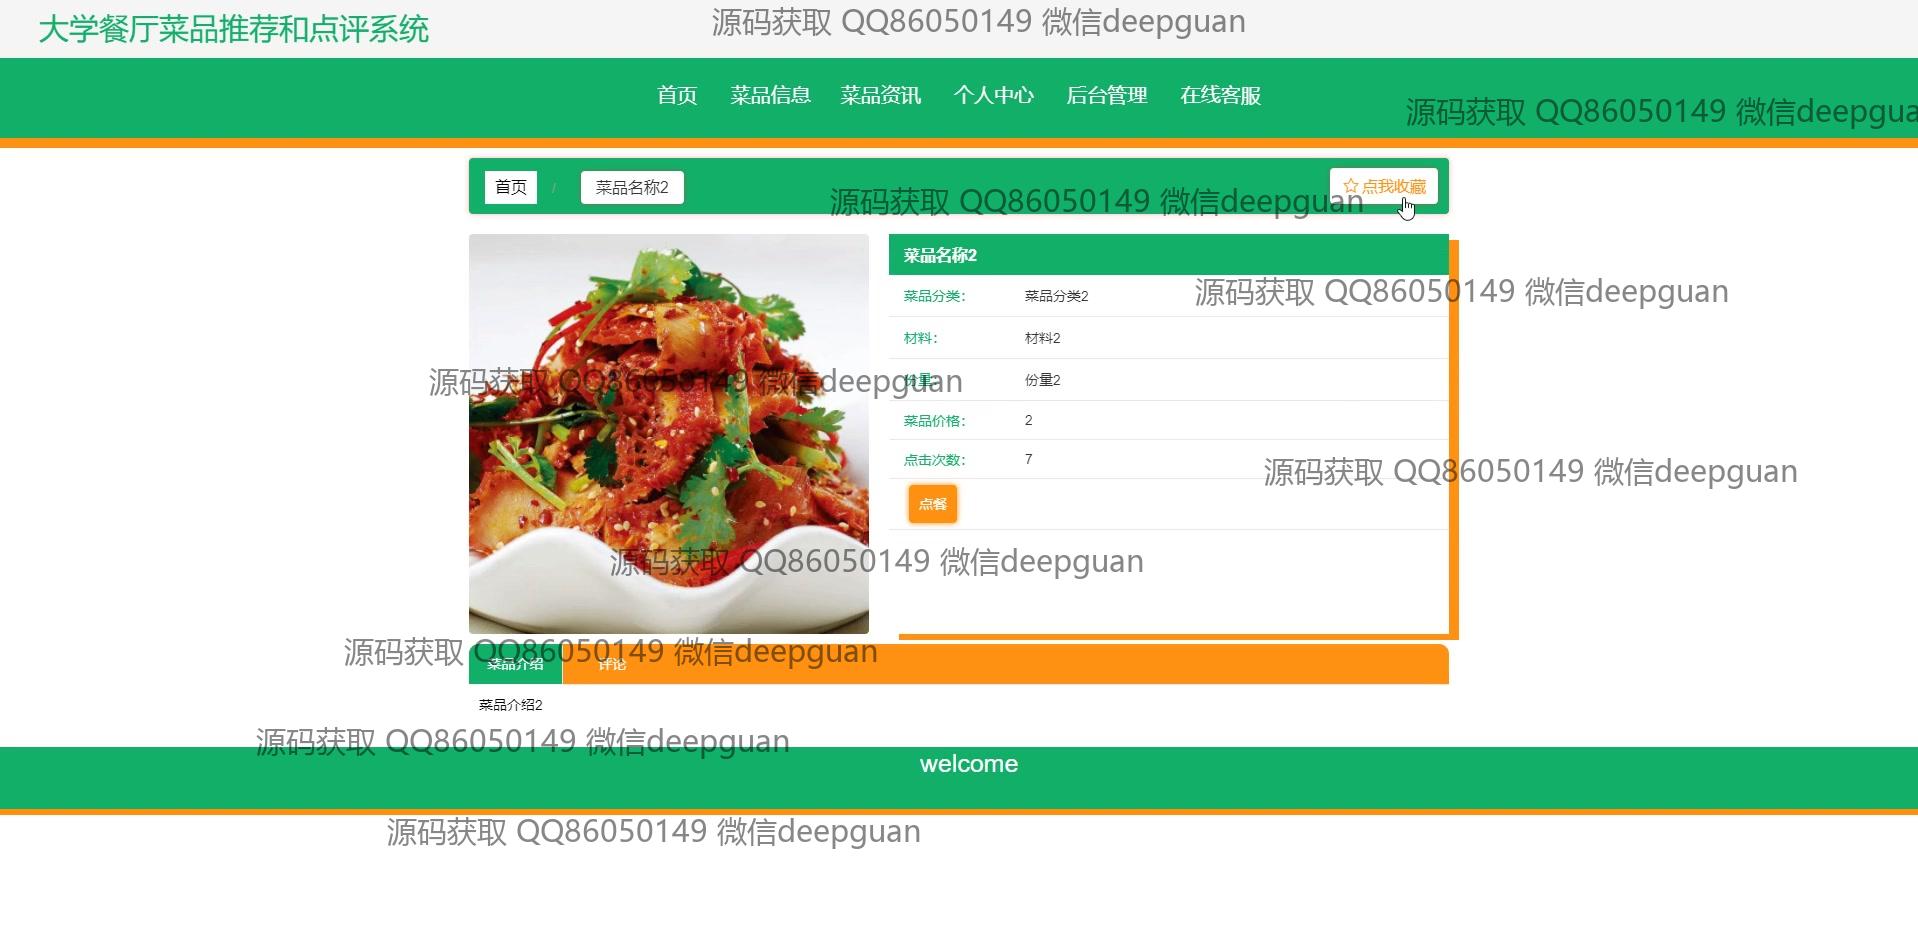 大学餐厅菜品推荐和点评系统
源码获取 QQ86050149 微信deepguan
首页 菜品信息 菜品资讯 个人中心 后台管理 在线客服
源码获取 QQ86050149 微信deepgua
首页 / 菜品名称2
☆点我收藏
源码获取 QQ86050149 微信deepguan
菜品名称2
菜品分类： 菜品分类2
源码获取 QQ86050149 微信deepguan
材料： 材料2
源码获取 QQ86050149 微信deepguan
份量： 份量2
菜品价格： 2
点击次数： 7
源码获取 QQ86050149 微信deepguan
点餐
源码获取 QQ86050149 微信deepguan
源码获取 QQ86050149 微信deepguan
菜品介绍 评论
菜品介绍2
源码获取 QQ86050149 微信deepguan
welcome
源码获取 QQ86050149 微信deepguan